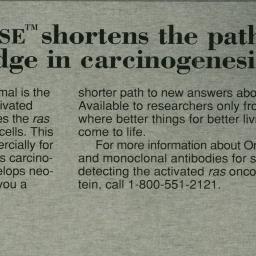 SE™ shortens the path
dge in carcinogenesi
mal is the
ivated
es the ras
cells. This
ercially for
s carcino-
elops neo-
you a
shorter path to new answers abo
Available to researchers only fro
where better things for better livi
come to life.
For more information about On
and monoclonal antibodies for s
detecting the activated ras onco
tein, call 1-800-551-2121.